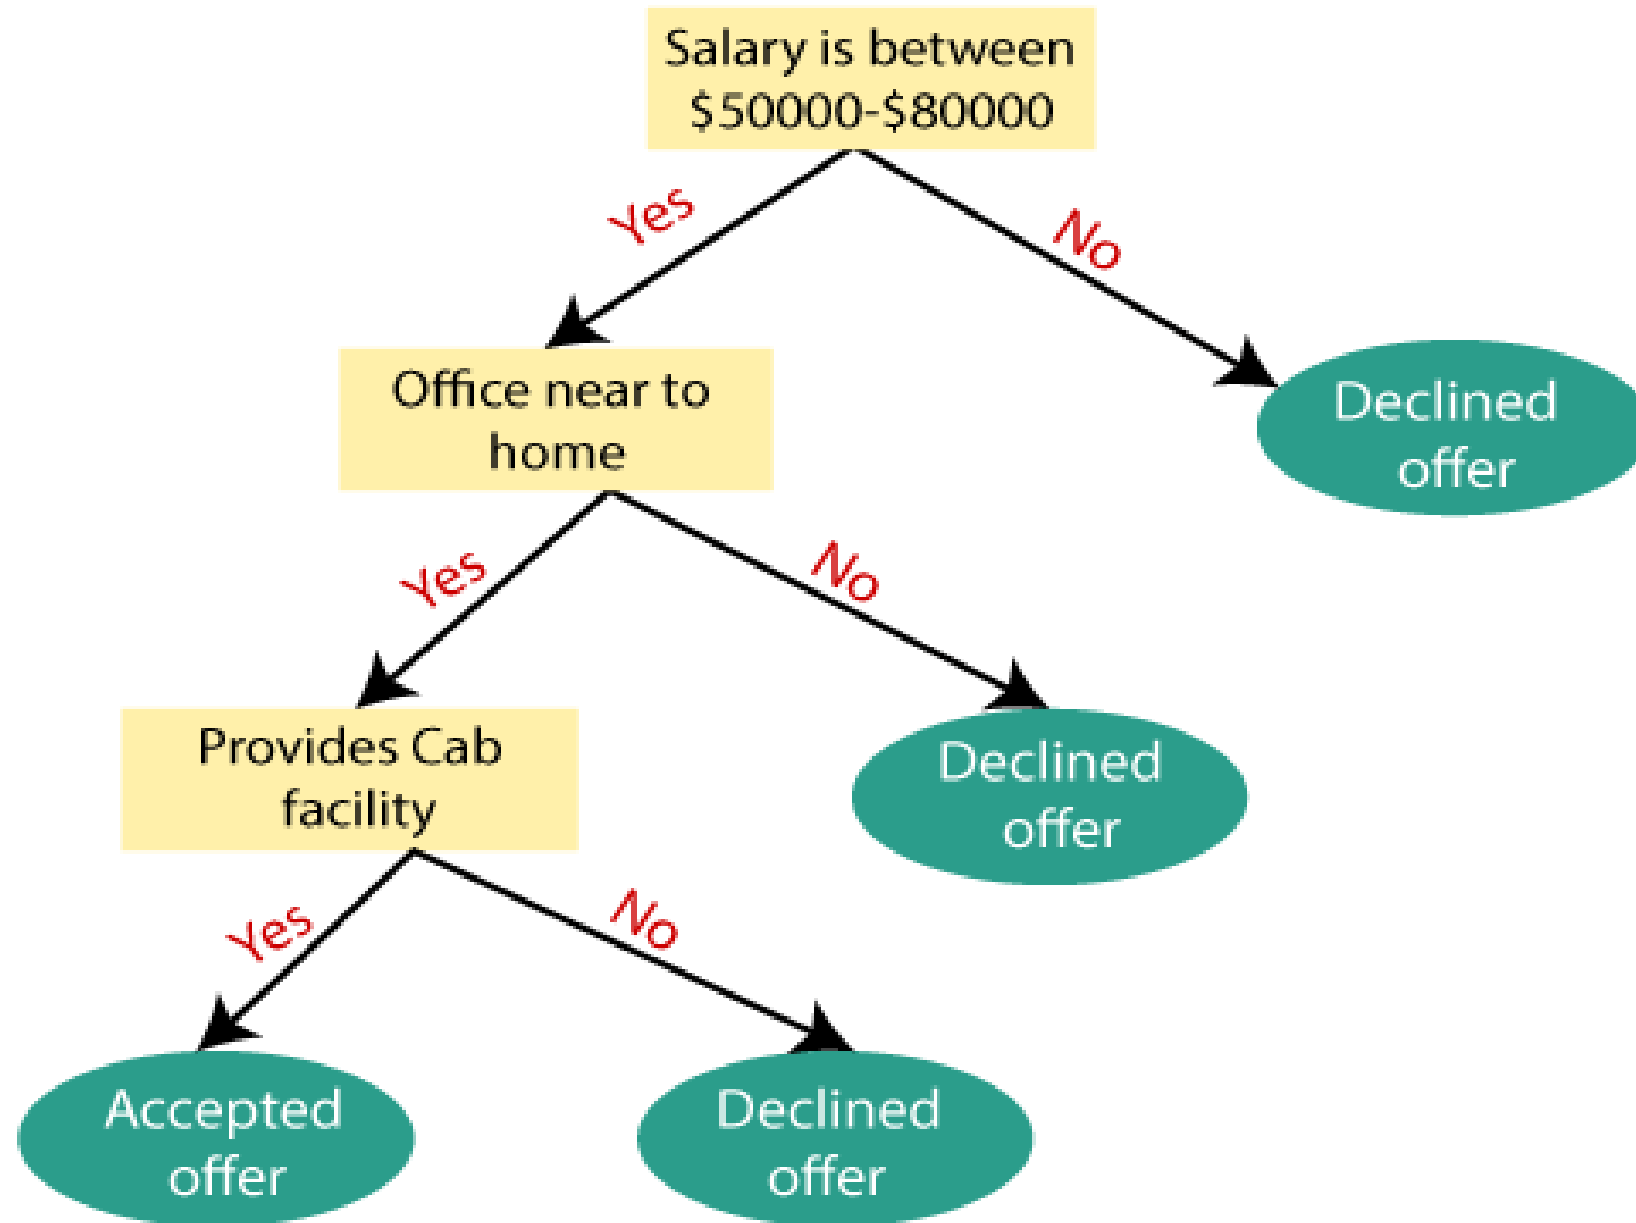 Salary is between
$50000-$80000
Yes
No
Office near to
home
Declined
offer
Yes
No
Provides Cab
facility
Declined
offer
Yes
No
Accepted
offer
Declined
offer